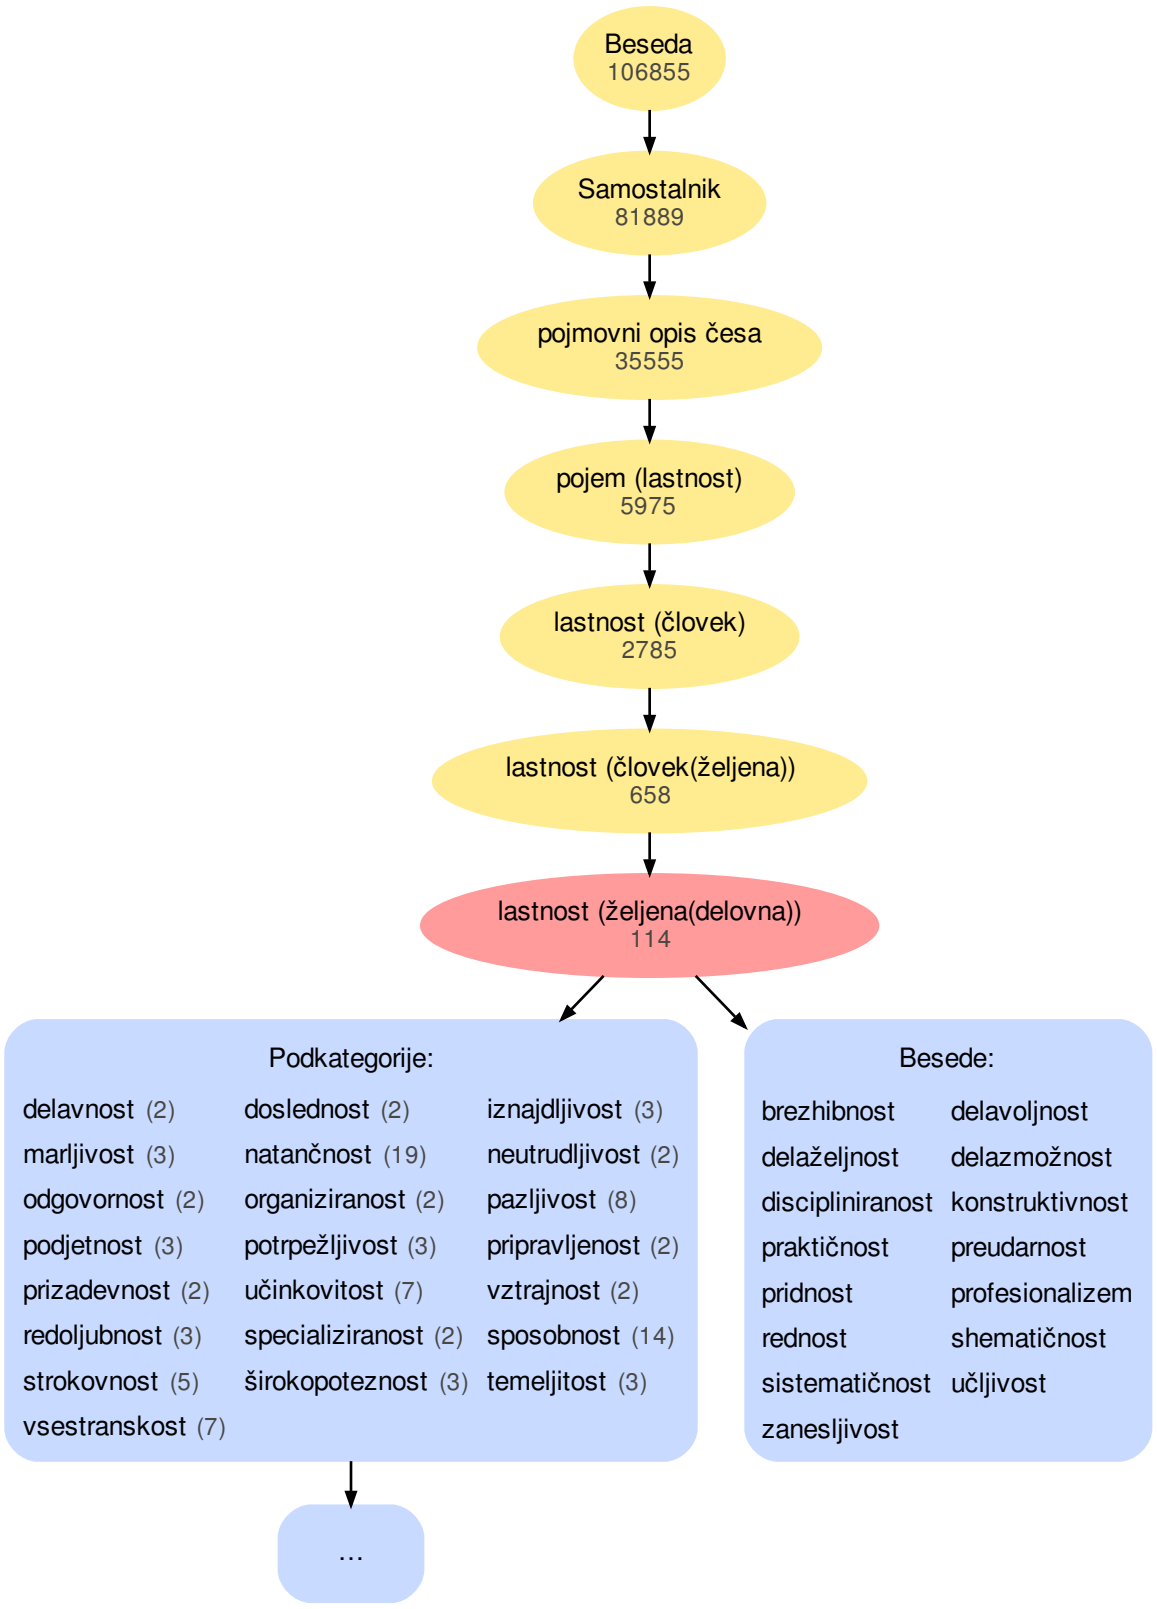 Beseda
106855
Samostalnik
81889
pojmovni opis česa
35555
pojem (lastnost)
5975
lastnost (človek)
2785
lastnost (človek(željena))
658
lastnost (željena(delovna))
114
Podkategorije:
delavnost (2) doslednost (2) iznajdljivost (3)
marljivost (3) natančnost (19) neutrudljivost (2)
odgovornost (2) organiziranost (2) pazljivost (8)
podjetnost (3) potrpežljivost (3) pripravljenost (2)
prizadevnost (2) učinkovitost (7) vztrajnost (2)
redoljubnost (3) specializiranost (2) sposobnost (14)
strokovnost (5) širokopoteznost (3) temeljitost (3)
vsestranskost (7)
Besede:
brezhibnost delavoljnost
delaželjnost delazmožnost
discipliniranost konstruktivnost
praktičnost preudarnost
pridnost profesionalizem
rednost shematičnost
sistematičnost učljivost
zanesljivost
...